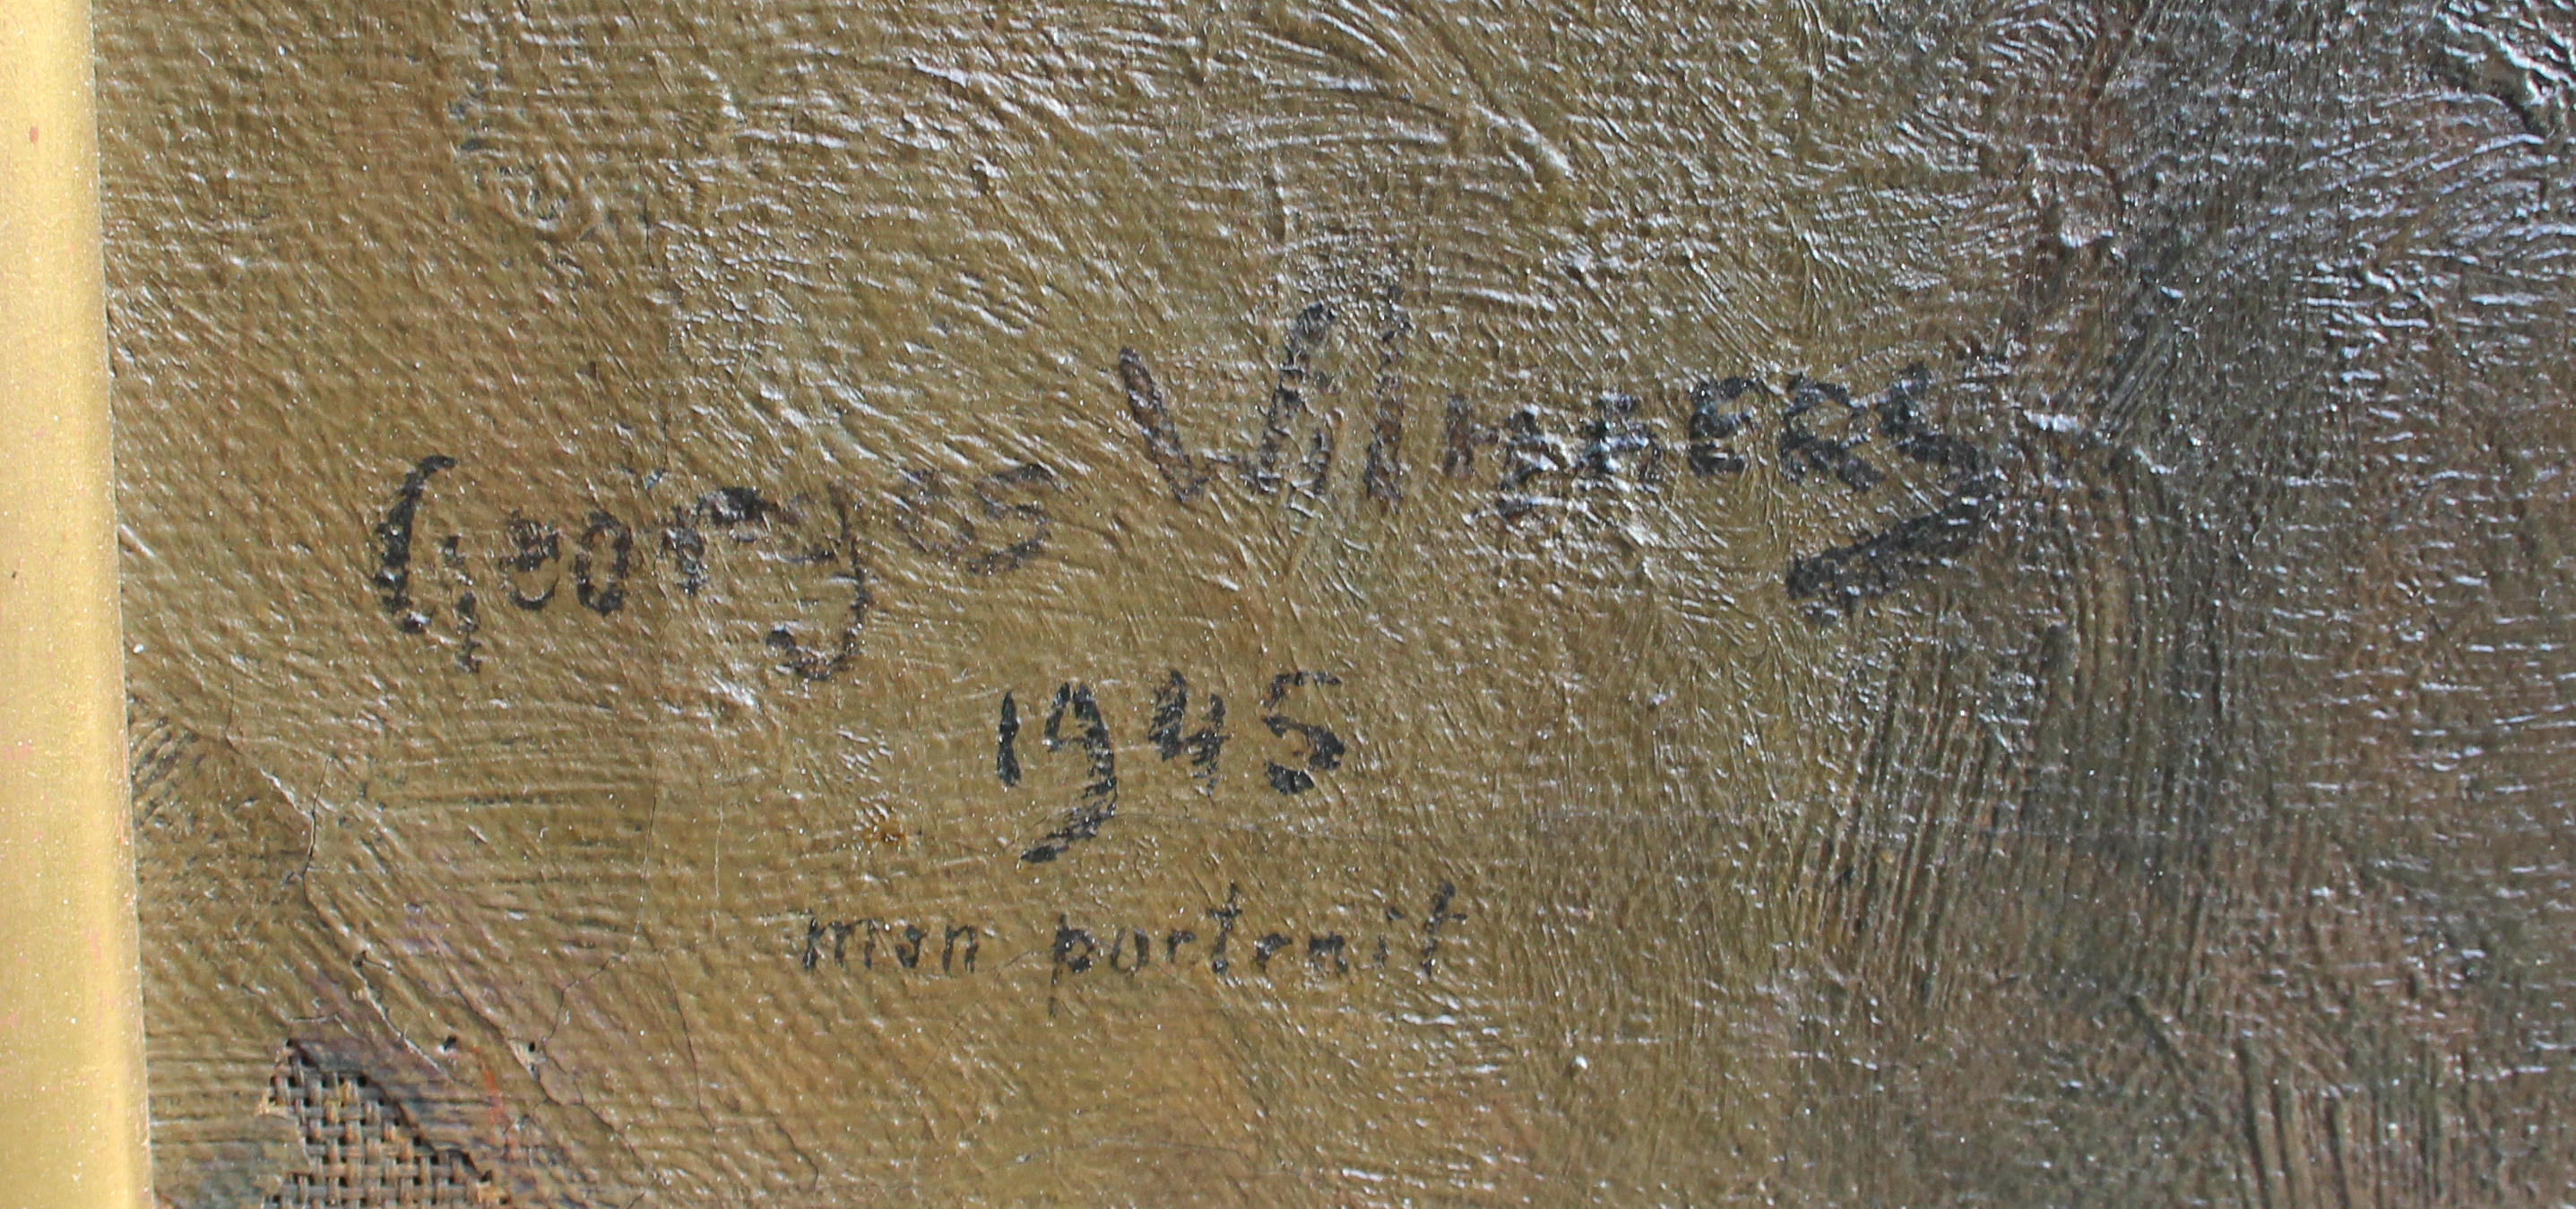 Georges
1945
mon portrait